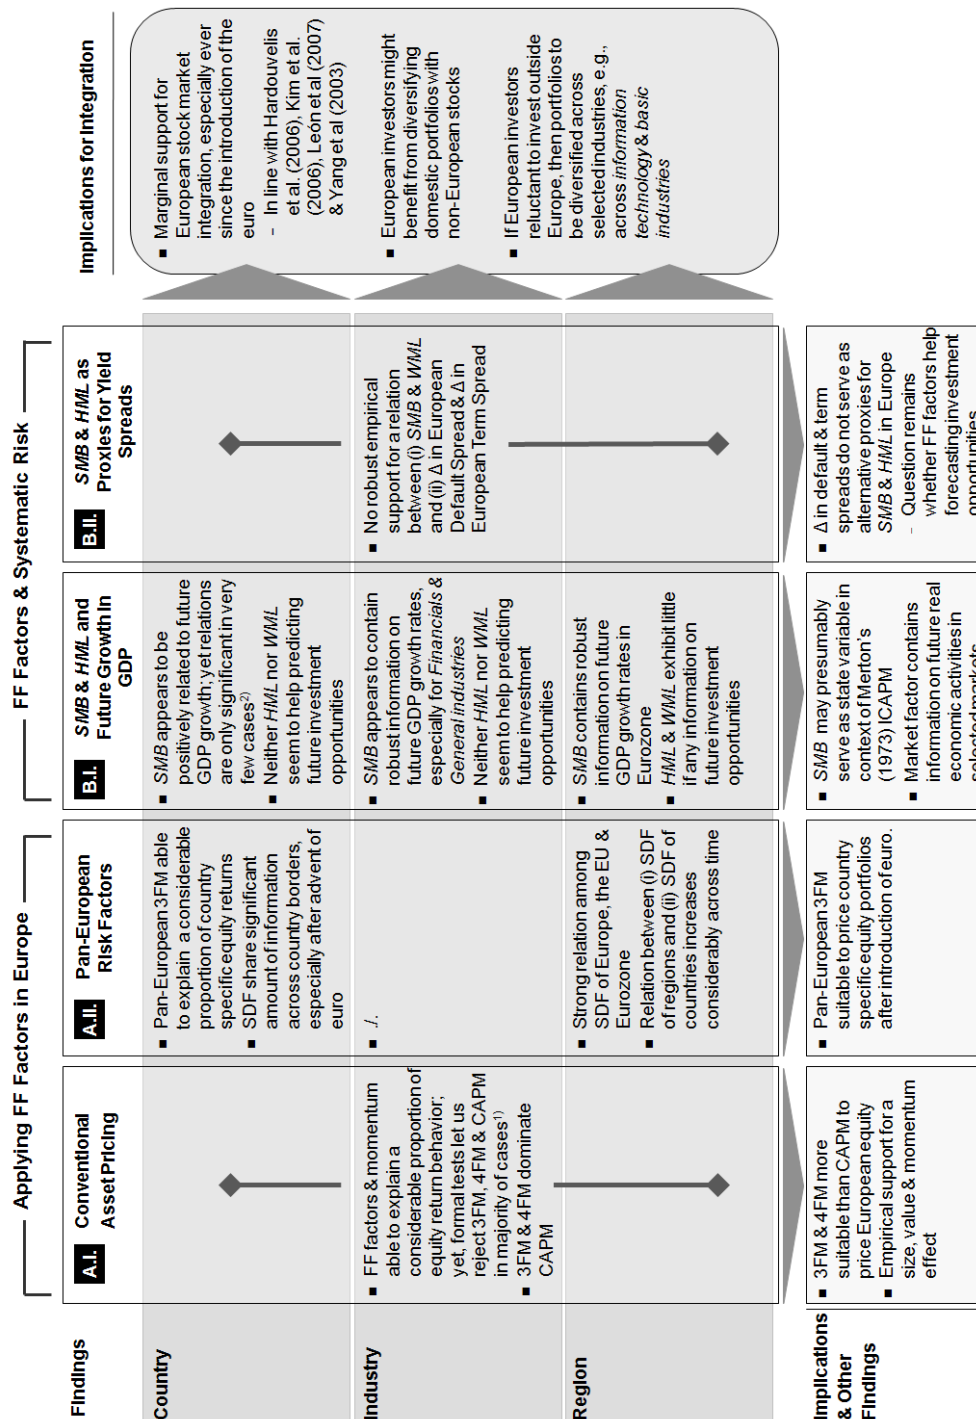 Applying FF Factors in Europe
FF Factors & Systematic Risk
Findings
A.I.
Conventional
Asset Pricing
A.II.
Pan-European
Risk Factors
B.I.
SMB & HML and
Future Growth In
GDP
B.II.
SMB & HML as
Proxies for Yield
Spreads
Implications for Integration
Country
■ Pan-European 3FM able
to explain a considerable
proportion of country
specific equity returns
■ SDF share significant
amount of information
across country borders,
especially after advent of
euro
■ SMB appears to be
positively related to future
GDP growth; yet relations
are only significant in very
few cases2)
■ Neither HML nor WML
seem to help predicting
future investment
opportunities
Industry
■ FF factors & momentum
able to explain a
considerable proportion of
equity return behavior;
yet, formal tests let us
reject 3FM, 4FM & CAPM
in majority of cases1)
■ 3FM & 4FM dominate
CAPM
■ ./.
■ SMB appears to contain
robust information on
future GDP growth rates,
especially for Financials &
General industries
■ Neither HML nor WML
seem to help predicting
future investment
opportunities
■ No robust empirical
support for a relation
between (i) SMB & WML
and (ii) Δ in European
Default Spread & Δ in
European Term Spread
Region
■ Strong relation among
SDF of Europe, the EU &
Eurozone
■ Relation between (i) SDF
of regions and (ii) SDF of
countries increases
considerably across time
■ SMB contains robust
information on future
GDP growth rates in
Eurozone
■ HML & WML exhibit little
if any information on
future investment
opportunities
■ Marginal support for
European stock market
integration, especially ever
since the introduction of the
euro
– In line with Hardouvelis
et al. (2006), Kim et al.
(2006), León et al (2007)
& Yang et al (2003)
■ European investors might
benefit from diversifying
domestic portfolios with
non-European stocks
■ If European investors
reluctant to invest outside
Europe, then portfolios to
be diversified across
selected industries, e.g.,
across information
technology & basic
industries
Implications
& Other
Findings
■ 3FM & 4FM more
suitable than CAPM to
price European equity
■ Empirical support for a
size, value & momentum
effect
■ Pan-European 3FM
suitable to price country
specific equity portfolios
after introduction of euro.
■ SMB may presumably
serve as state variable in
context of Merton's
(1973) ICAPM
■ Market factor contains
information on future real
economic activities in
selected markets
■ Δ in default & term
spreads do not serve as
alternative proxies for
SMB & HML in Europe
– Question remains
whether FF factors help
forecasting investment
opportunities